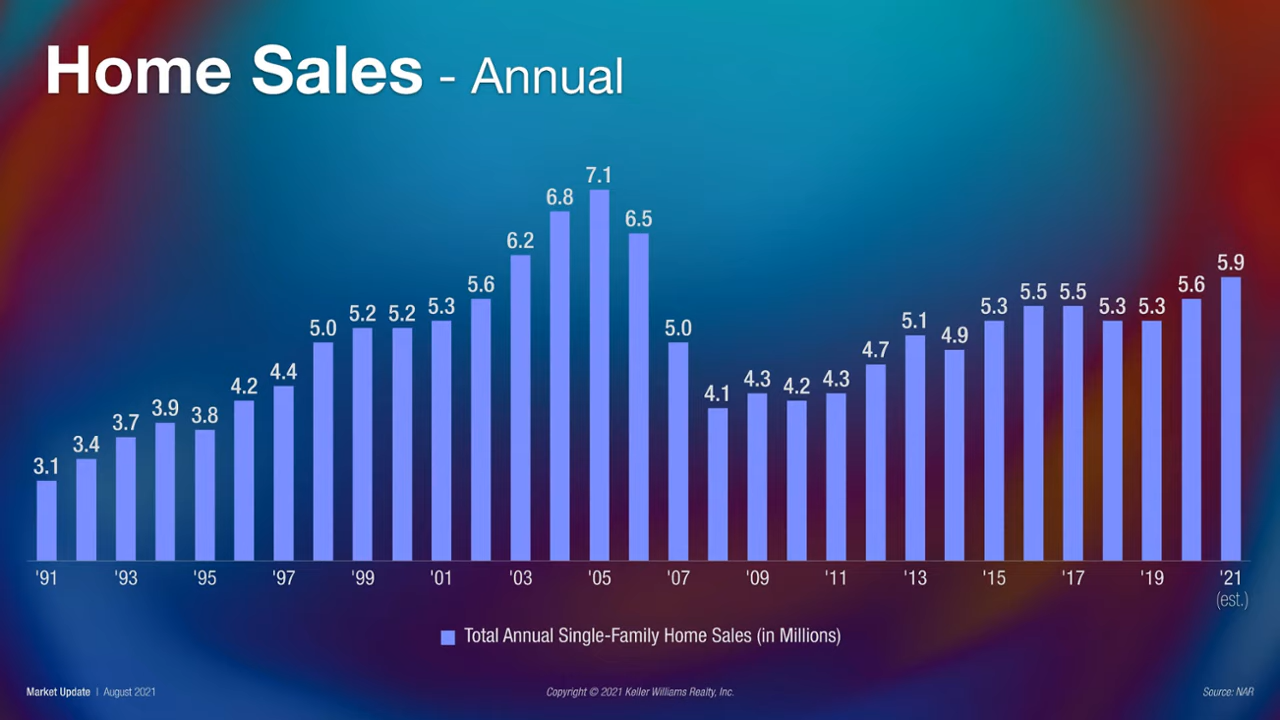 Home Sales - Annual
3.1 3.4 3.7 3.9 3.8 4.2 4.4 5.0 5.2 5.2 5.3 5.6 6.2 6.8 7.1 6.5 5.0 4.1 4.3 4.2 4.3 4.7 5.1 4.9 5.3 5.5 5.5 5.3 5.3 5.6 5.9
'91 '93 '95 '97 '99 '01 '03 '05 '07 '09 '11 '13 '15 '17 '19 '21
(est.)
Total Annual Single-Family Home Sales (in Millions)
Market Update | August 2021 Copyright © 2021 Keller Williams Realty, Inc. Source: NAR